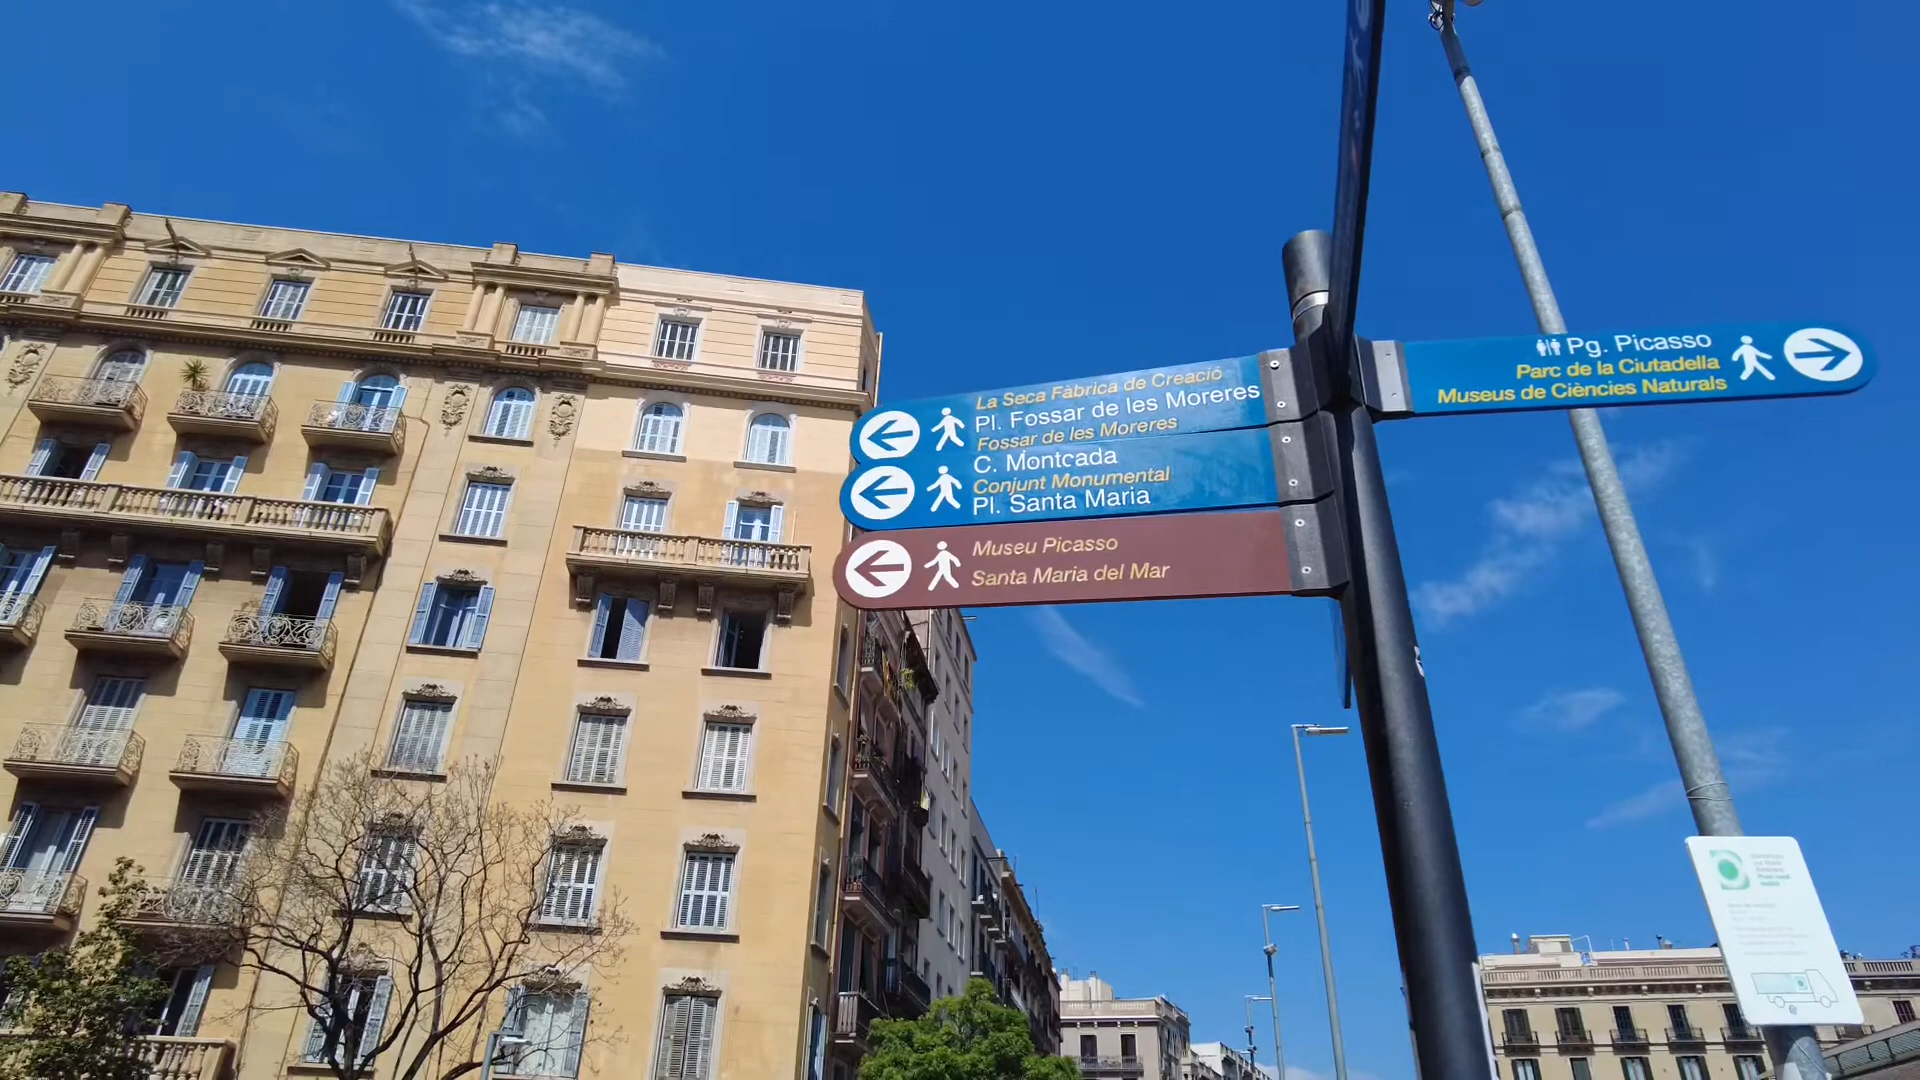 La Seca Fàbrica de Creació
Pl. Fossar de les Moreres
Fossar de les Moreres
C. Montcada
Conjunt Monumental
Pl. Santa Maria
Museu Picasso
Santa Maria del Mar
Pg. Picasso
Parc de la Ciutadella
Museus de Ciències Naturals